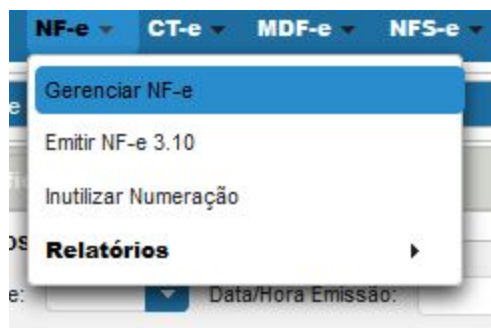 NF-e CT-e MDF-e NFS-e
Gerenciar NF-e
Emitir NF-e 3.10
Inutilizar Numeração
Relatórios
e: Data/Hora Emissão: